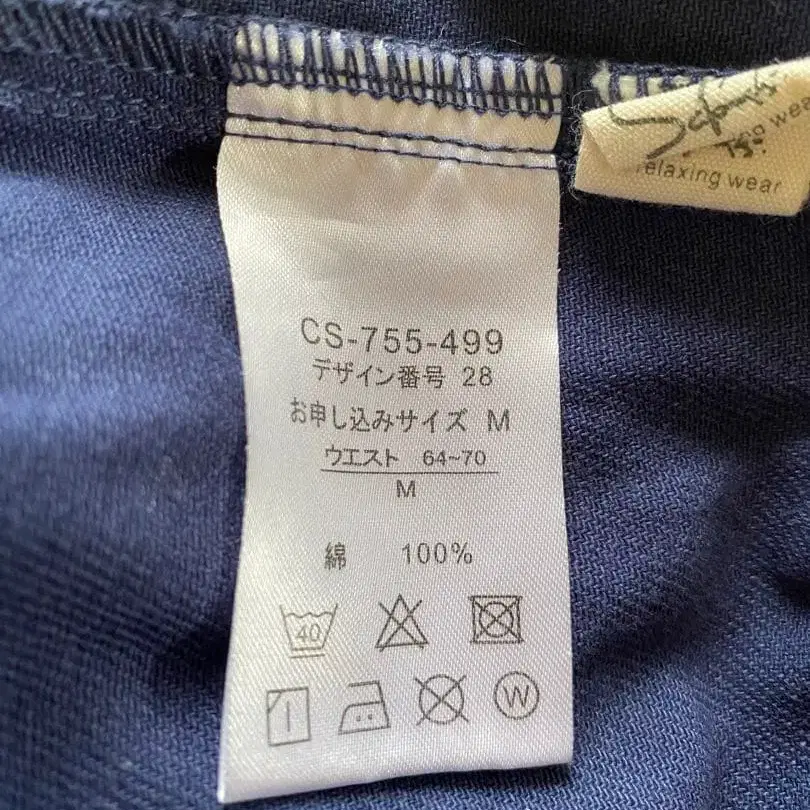 CS-755-499
デザイン番号 28
お申し込みサイズ M
ウエスト 64~70
M
綿 100%
40
W
relaxing wear